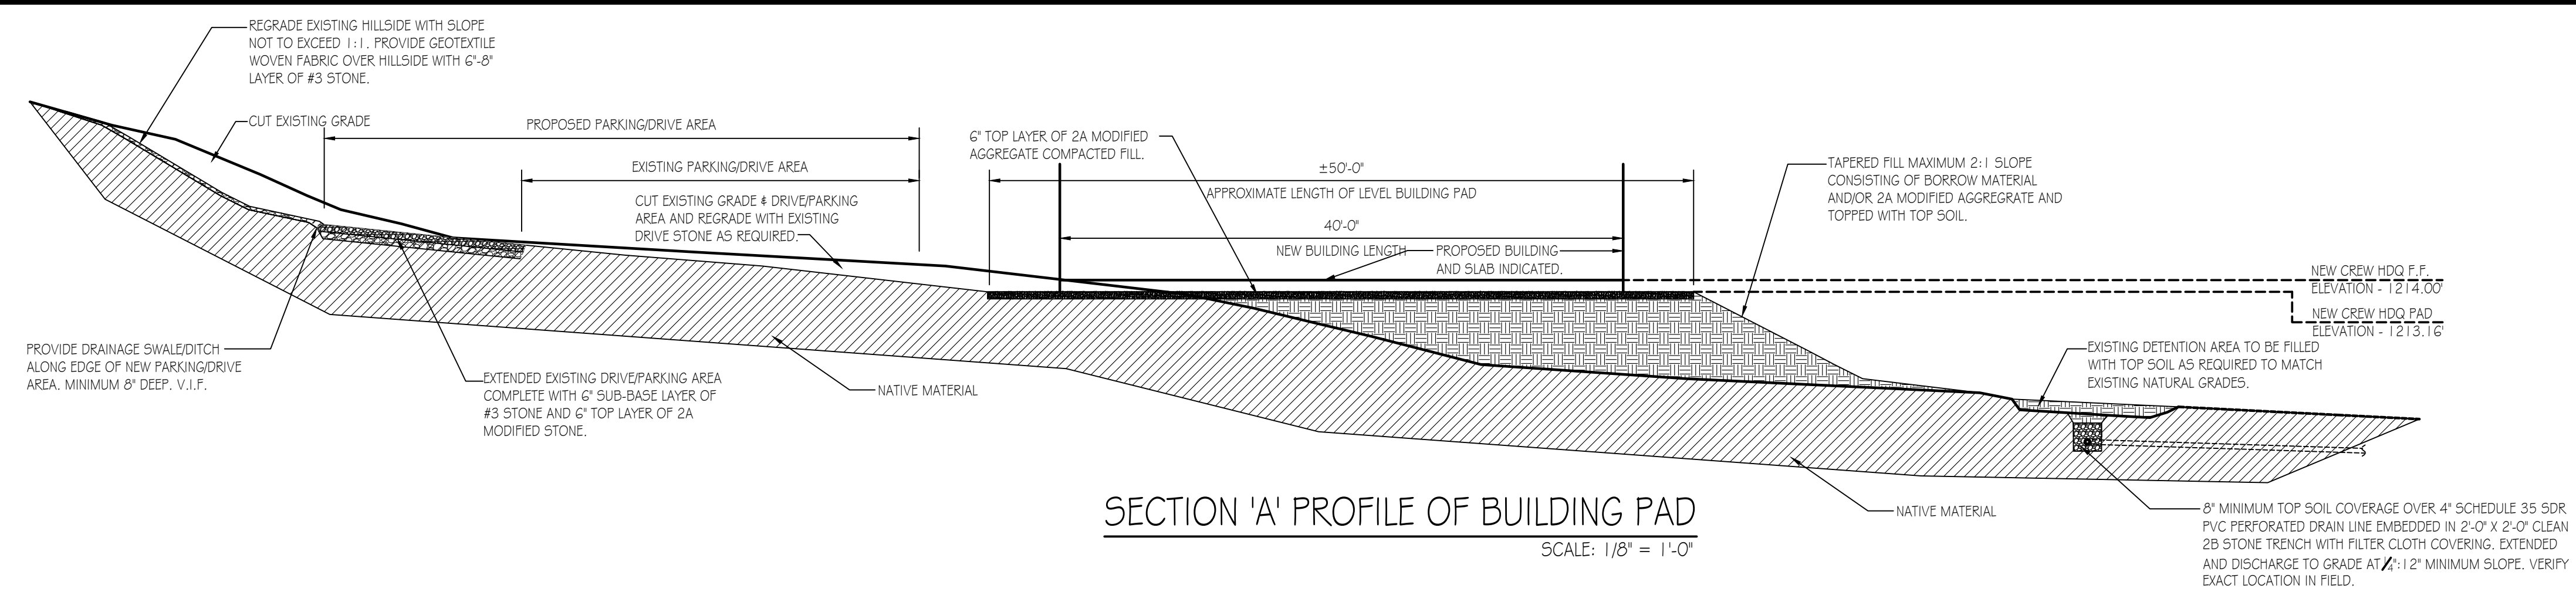 REGRADE EXISTING HILLSIDE WITH SLOPE
NOT TO EXCEED 1:1. PROVIDE GEOTEXTILE
WOVEN FABRIC OVER HILLSIDE WITH 6"-8"
LAYER OF #3 STONE.
CUT EXISTING GRADE
PROPOSED PARKING/DRIVE AREA
EXISTING PARKING/DRIVE AREA
CUT EXISTING GRADE & DRIVE/PARKING
AREA AND REGRADE WITH EXISTING
DRIVE STONE AS REQUIRED.
6" TOP LAYER OF 2A MODIFIED
AGGREGATE COMPACTED FILL.
±50'-0"
APPROXIMATE LENGTH OF LEVEL BUILDING PAD
40'-0"
NEW BUILDING LENGTH
PROPOSED BUILDING
AND SLAB INDICATED.
TAPERED FILL MAXIMUM 2:1 SLOPE
CONSISTING OF BORROW MATERIAL
AND/OR 2A MODIFIED AGGREGRATE AND
TOPPED WITH TOP SOIL.
NEW CREW HDQ F.F.
ELEVATION - 1214.00'
NEW CREW HDQ PAD
ELEVATION - 1213.16'
PROVIDE DRAINAGE SWALE/DITCH
ALONG EDGE OF NEW PARKING/DRIVE
AREA. MINIMUM 8" DEEP. V.I.F.
EXTENDED EXISTING DRIVE/PARKING AREA
COMPLETE WITH 6" SUB-BASE LAYER OF
#3 STONE AND 6" TOP LAYER OF 2A
MODIFIED STONE.
NATIVE MATERIAL
EXISTING DETENTION AREA TO BE FILLED
WITH TOP SOIL AS REQUIRED TO MATCH
EXISTING NATURAL GRADES.
NATIVE MATERIAL
8" MINIMUM TOP SOIL COVERAGE OVER 4" SCHEDULE 35 SDR
PVC PERFORATED DRAIN LINE EMBEDDED IN 2'-0" X 2'-0" CLEAN
2B STONE TRENCH WITH FILTER CLOTH COVERING. EXTENDED
AND DISCHARGE TO GRADE AT 1/4":12" MINIMUM SLOPE. VERIFY
EXACT LOCATION IN FIELD.
SECTION 'A' PROFILE OF BUILDING PAD
SCALE: 1/8" = 1'-0"